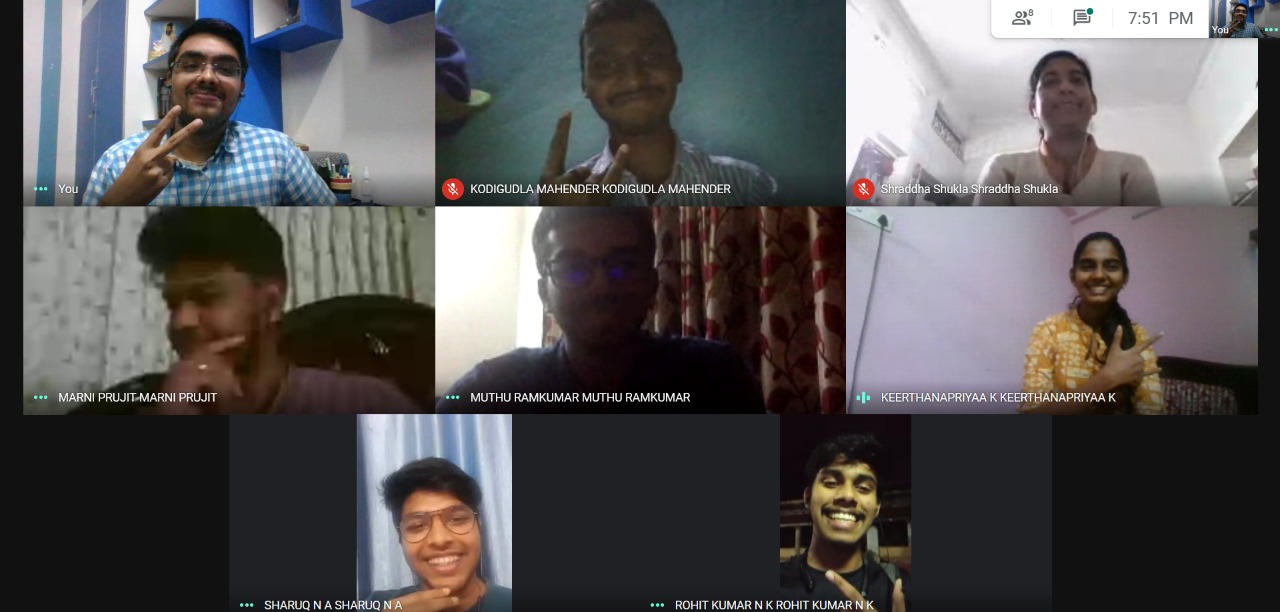 8
7:51 PM
You
You
KODIGUDLA MAHENDER KODIGUDLA MAHENDER
Shraddha Shukla Shraddha Shukla
MARNI PRUJIT MARNI PRUJIT
MUTHU RAMKUMAR MUTHU RAMKUMAR
KEERTHANAPRIYAA K KEERTHANAPRIYAA K
SHARUQ N A SHARUQ N A
ROHIT KUMAR N K ROHIT KUMAR N K